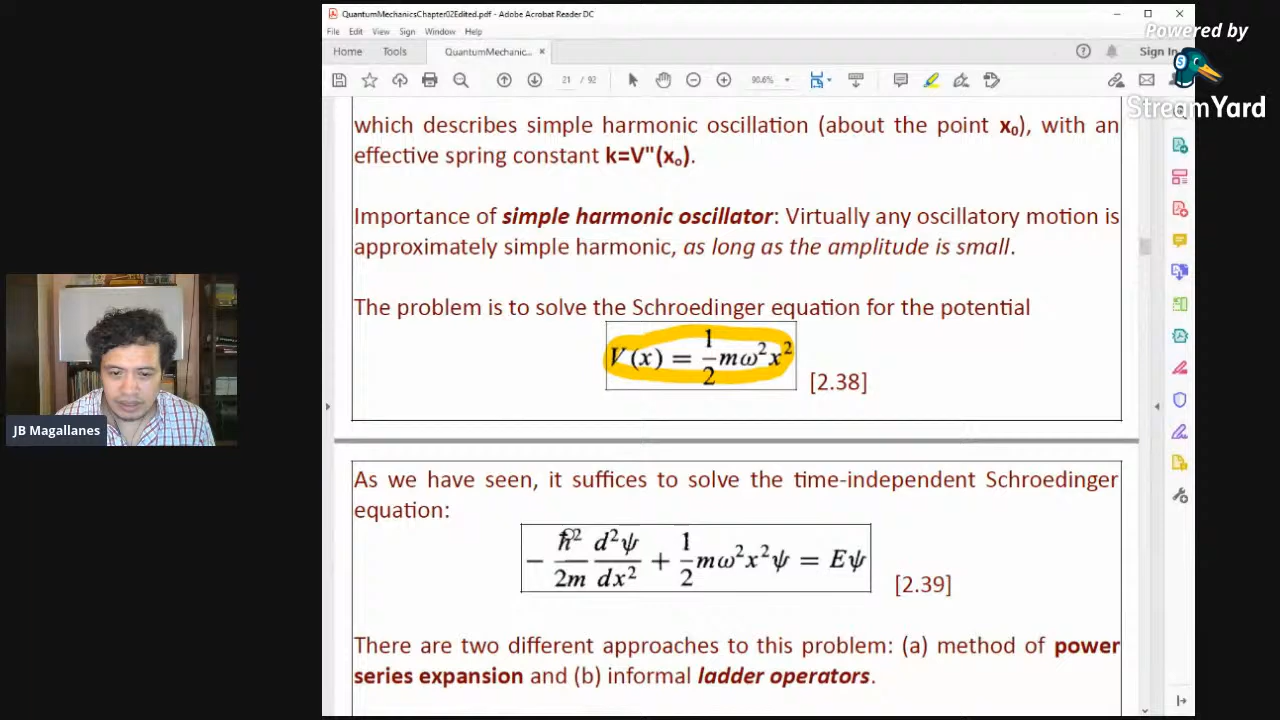 QuantumMechanicsChapter02Edited.pdf - Adobe Acrobat Reader DC
File Edit View Sign Window Help
Home Tools QuantumMechanic... × Sign In
21 / 92 90.6%
Powered by
StreamYard
which describes simple harmonic oscillation (about the point x₀), with an
effective spring constant k=V"(xₒ).
Importance of simple harmonic oscillator: Virtually any oscillatory motion is
approximately simple harmonic, as long as the amplitude is small.
The problem is to solve the Schroedinger equation for the potential
V(x) = 1/2 mω²x² [2.38]
JB Magallanes
As we have seen, it suffices to solve the time-independent Schroedinger
equation:
− ħ²/2m d²ψ/dx² + 1/2 mω²x²ψ = Eψ [2.39]
There are two different approaches to this problem: (a) method of power
series expansion and (b) informal ladder operators.